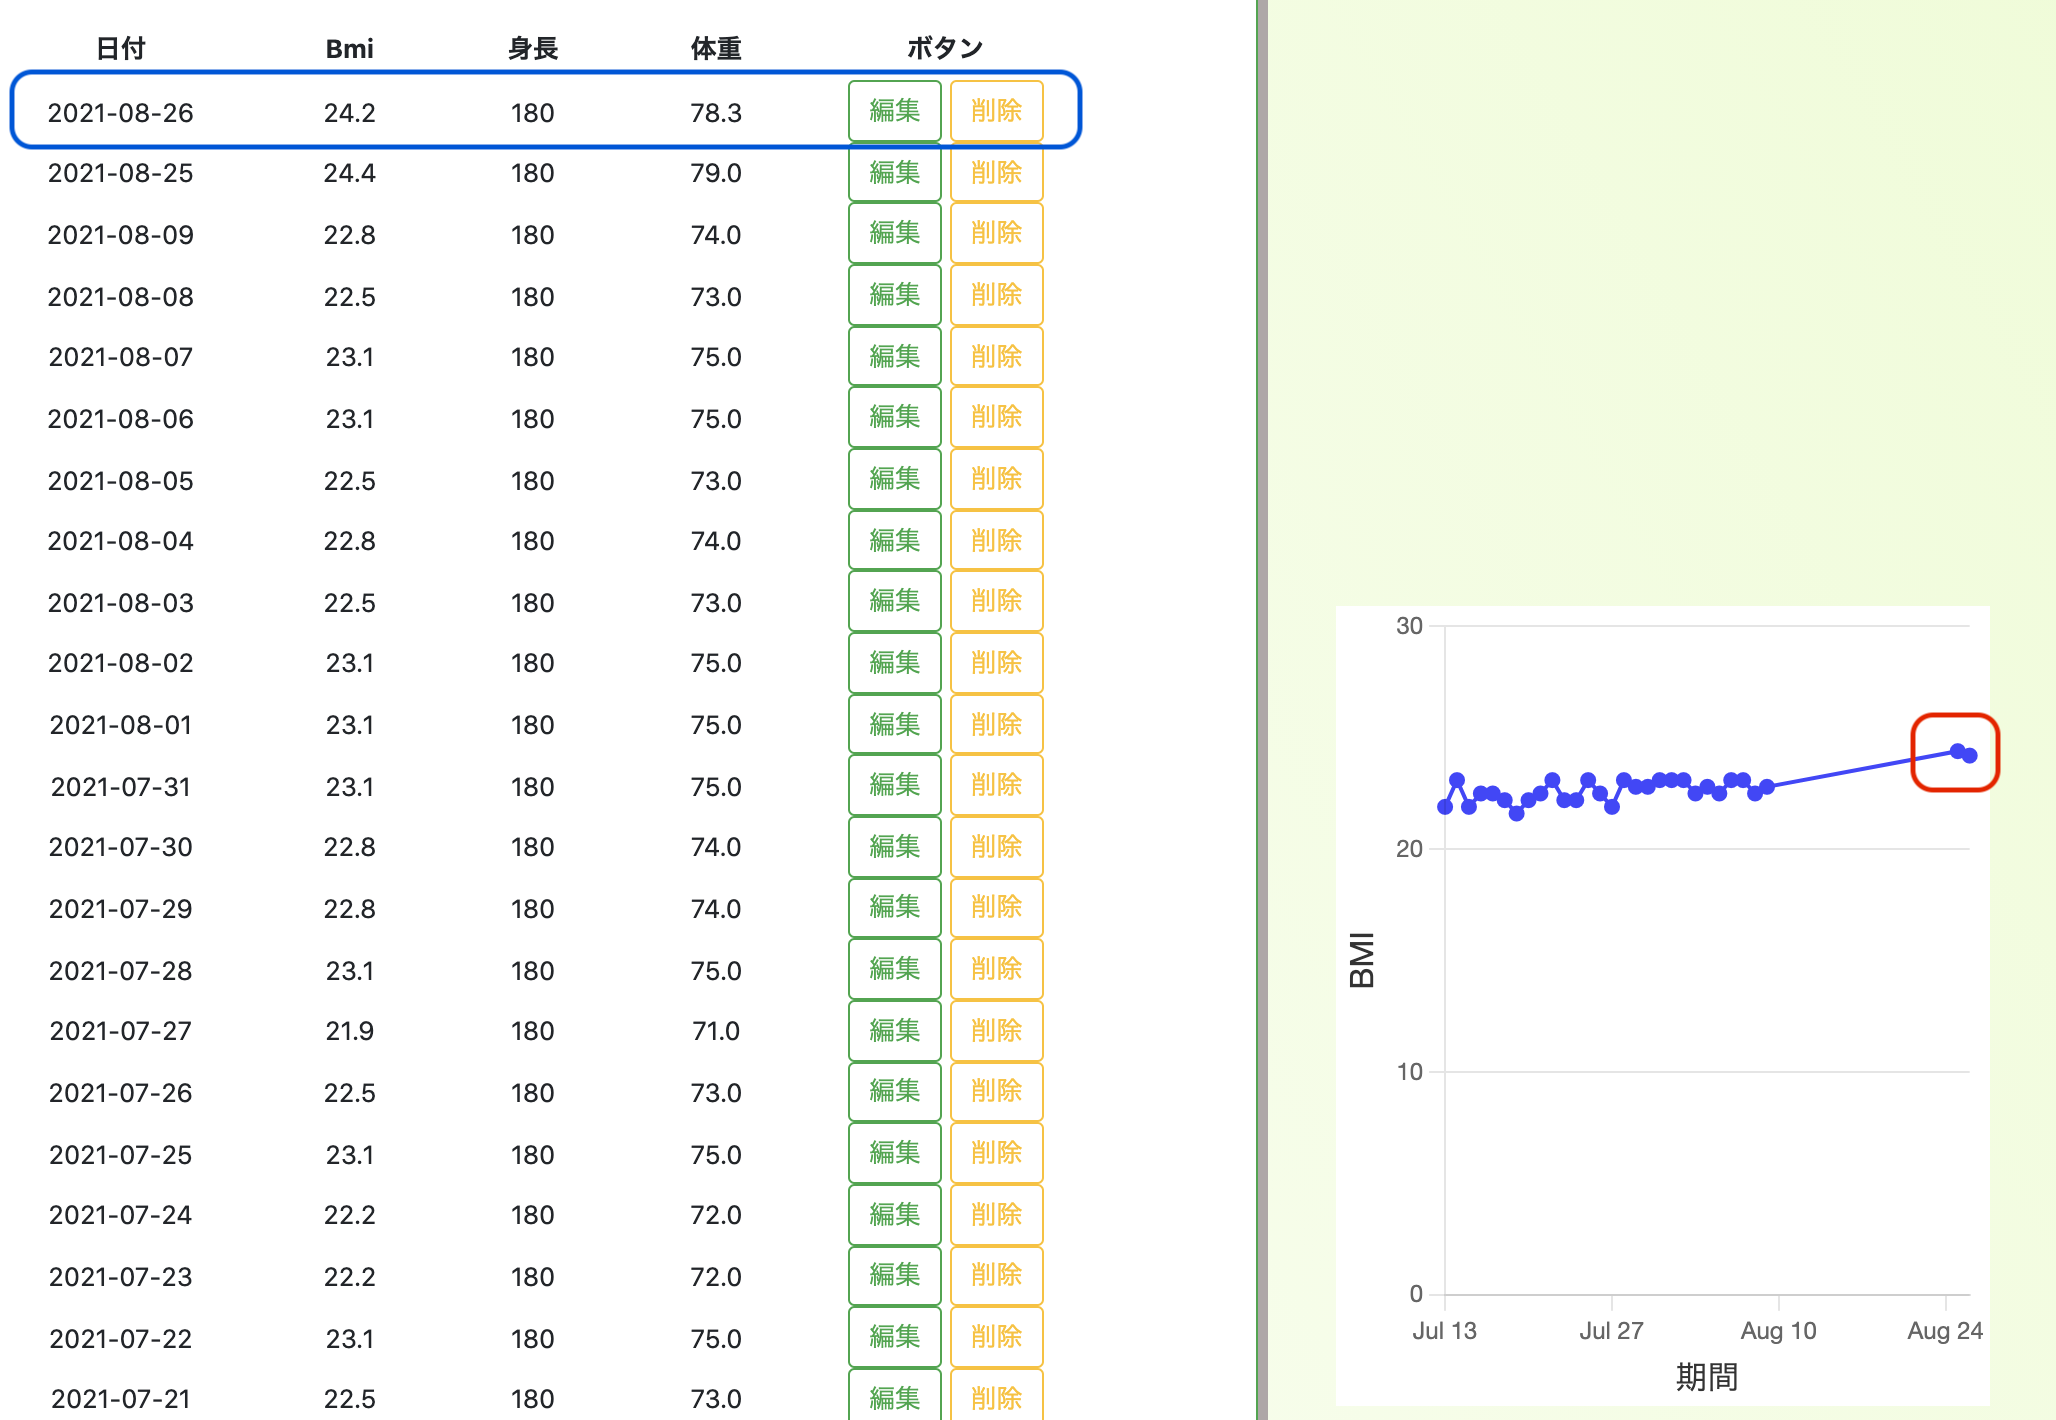 日付 Bmi 身長 体重 ボタン
2021-08-26 24.2 180 78.3 編集 削除
2021-08-25 24.4 180 79.0 編集 削除
2021-08-09 22.8 180 74.0 編集 削除
2021-08-08 22.5 180 73.0 編集 削除
2021-08-07 23.1 180 75.0 編集 削除
2021-08-06 23.1 180 75.0 編集 削除
2021-08-05 22.5 180 73.0 編集 削除
2021-08-04 22.8 180 74.0 編集 削除
2021-08-03 22.5 180 73.0 編集 削除
2021-08-02 23.1 180 75.0 編集 削除
2021-08-01 23.1 180 75.0 編集 削除
2021-07-31 23.1 180 75.0 編集 削除
2021-07-30 22.8 180 74.0 編集 削除
2021-07-29 22.8 180 74.0 編集 削除
2021-07-28 23.1 180 75.0 編集 削除
2021-07-27 21.9 180 71.0 編集 削除
2021-07-26 22.5 180 73.0 編集 削除
2021-07-25 23.1 180 75.0 編集 削除
2021-07-24 22.2 180 72.0 編集 削除
2021-07-23 22.2 180 72.0 編集 削除
2021-07-22 23.1 180 75.0 編集 削除
2021-07-21 22.5 180 73.0 編集 削除
30
20
10
0
BMI
Jul 13 Jul 27 Aug 10 Aug 24
期間